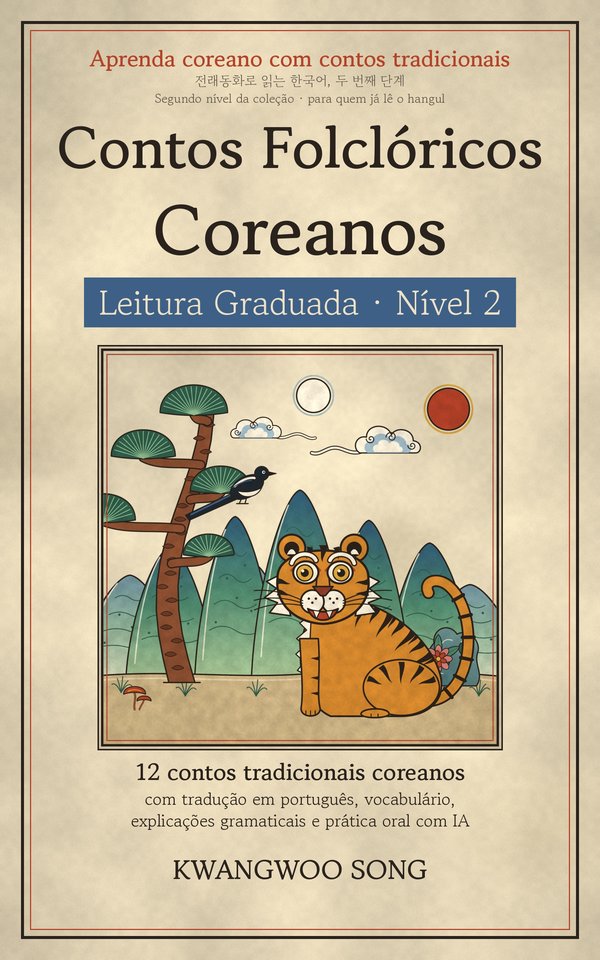 Aprenda coreano com contos tradicionais
전래동화로 읽는 한국어, 두 번째 단계
Segundo nível da coleção · para quem já lê o hangul
Contos Folclóricos
Coreanos
Leitura Graduada · Nível 2
12 contos tradicionais coreanos
com tradução em português, vocabulário,
explicações gramaticais e prática oral com IA
KWANGWOO SONG